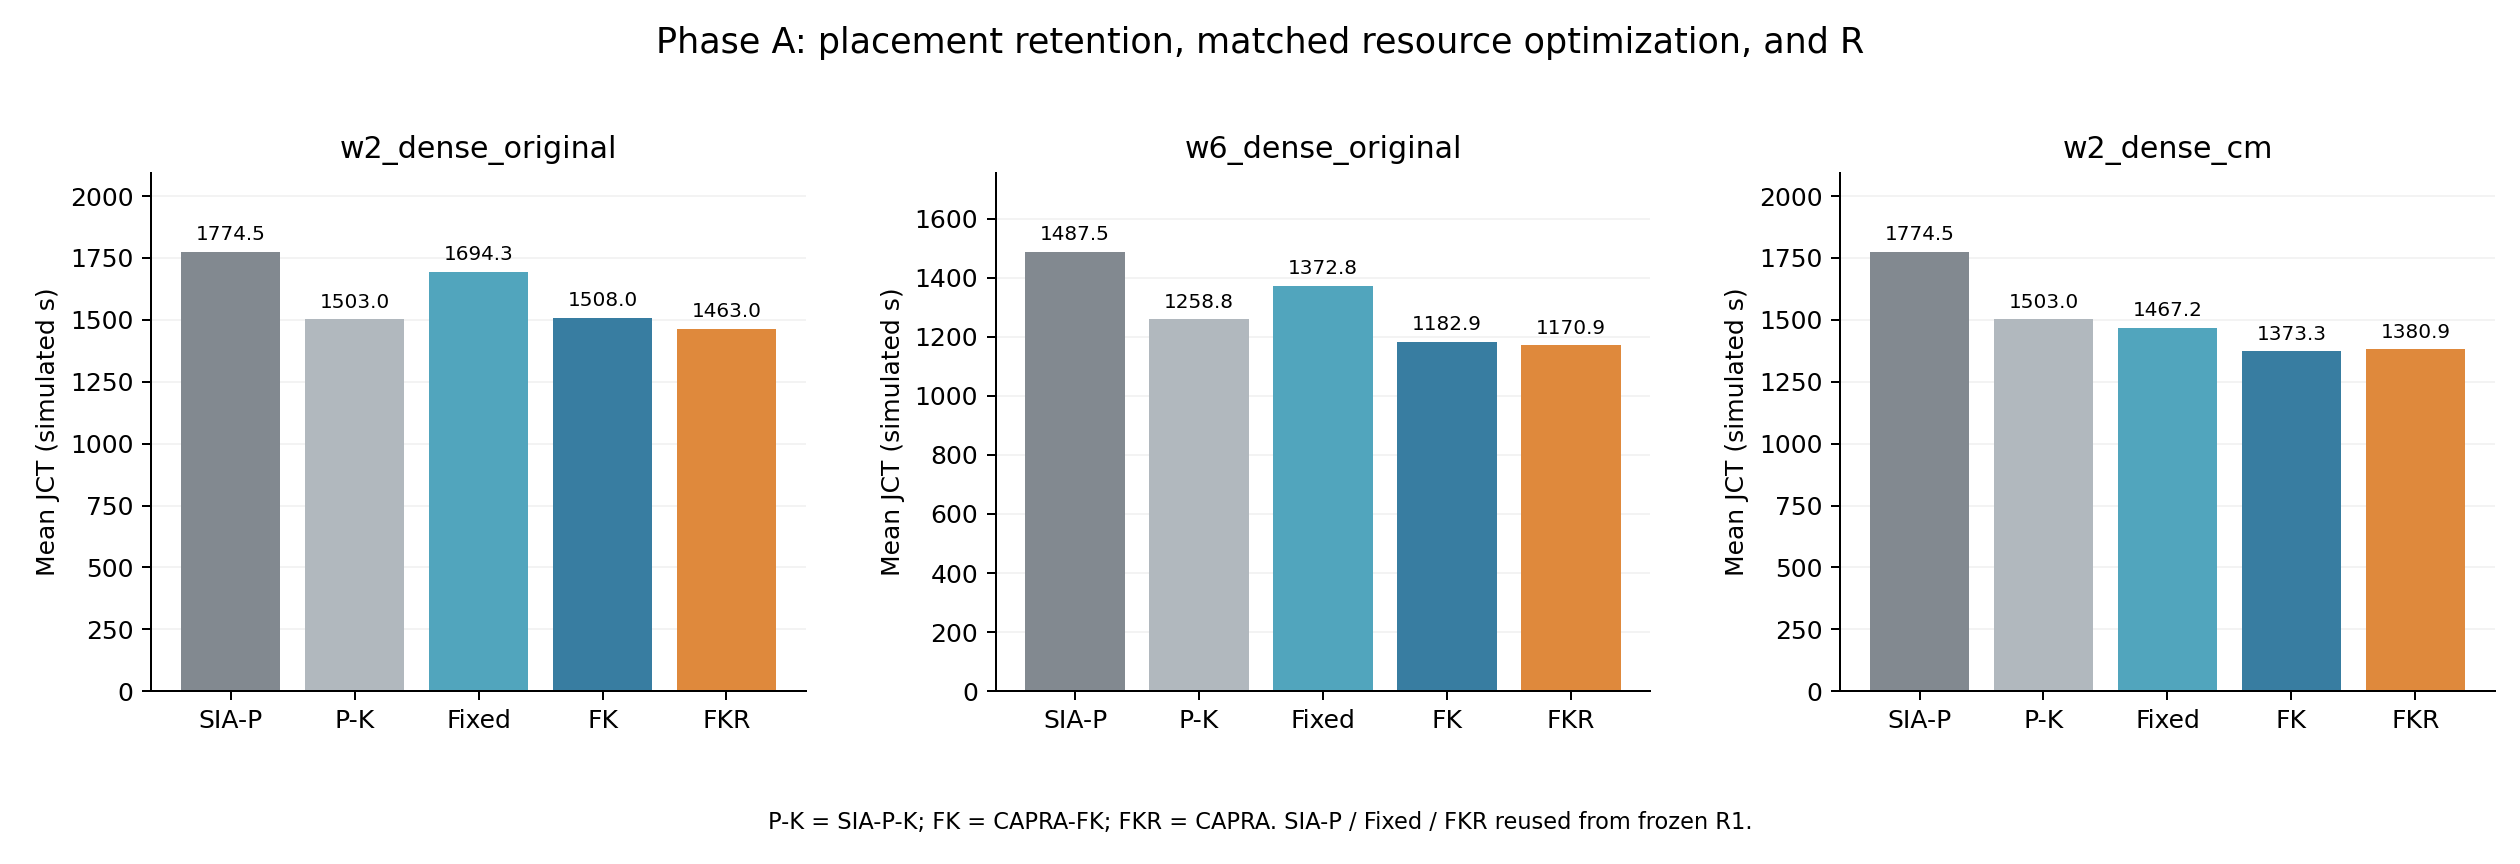 Phase A: placement retention, matched resource optimization, and R
w2_dense_original
Mean JCT (simulated s)
2000
1750
1500
1250
1000
750
500
250
0
1774.5
1503.0
1694.3
1508.0
1463.0
SIA-P
P-K
Fixed
FK
FKR
w6_dense_original
Mean JCT (simulated s)
1600
1400
1200
1000
800
600
400
200
0
1487.5
1258.8
1372.8
1182.9
1170.9
SIA-P
P-K
Fixed
FK
FKR
w2_dense_cm
Mean JCT (simulated s)
2000
1750
1500
1250
1000
750
500
250
0
1774.5
1503.0
1467.2
1373.3
1380.9
SIA-P
P-K
Fixed
FK
FKR
P-K = SIA-P-K; FK = CAPRA-FK; FKR = CAPRA. SIA-P / Fixed / FKR reused from frozen R1.